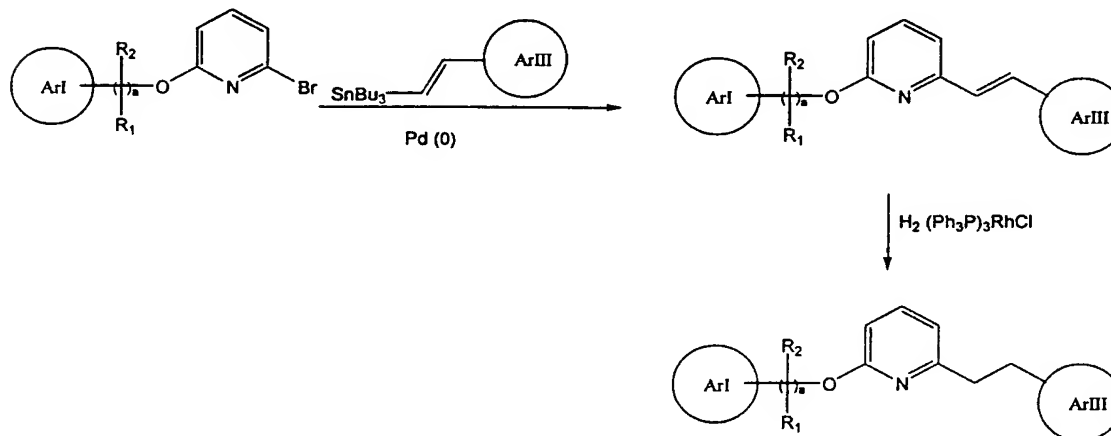 ArI
R2
( )a
R1
O
N
Br
SnBu3
ArIII
Pd (0)
ArI
R2
( )a
R1
O
N
ArIII
H2 (Ph3P)3RhCl
ArI
R2
( )a
R1
O
N
ArIII